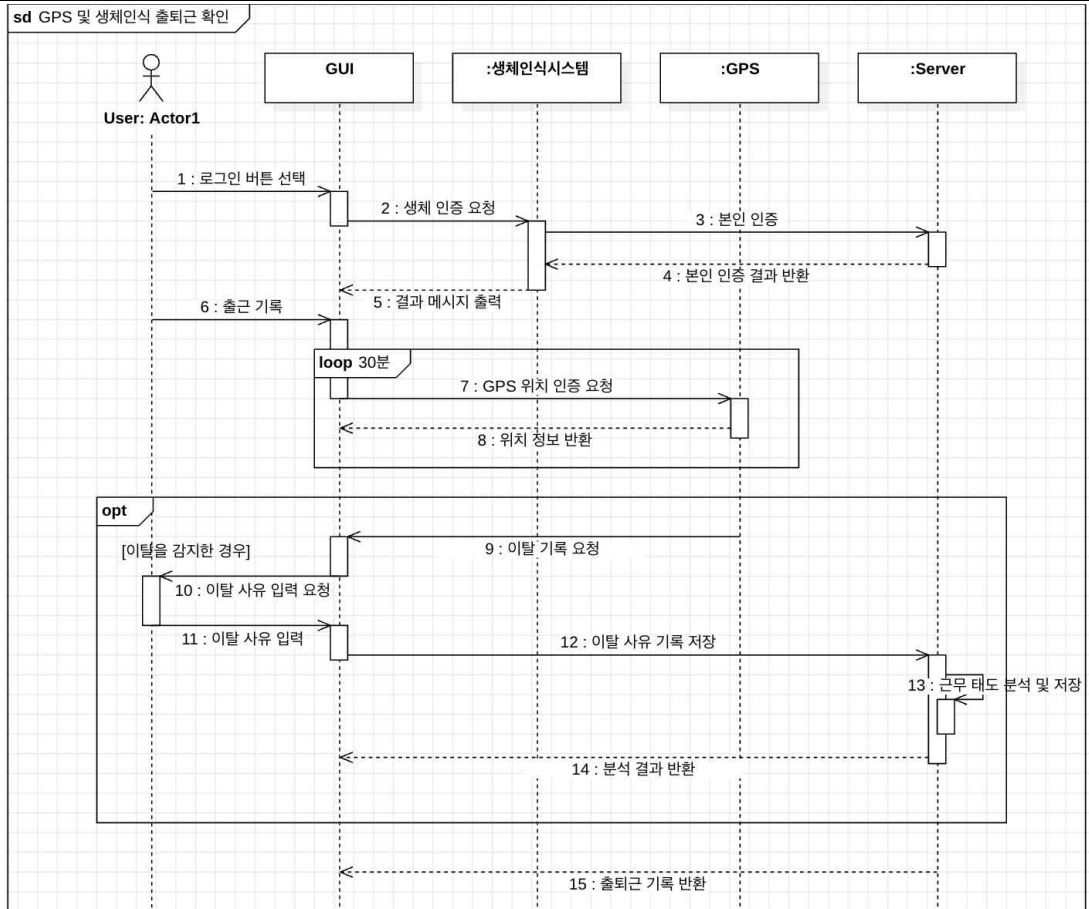 sd GPS 및 생체인식 출퇴근 확인
GUI
:생체인식시스템
:GPS
:Server
User: Actor1
1 : 로그인 버튼 선택
2 : 생체 인증 요청
3 : 본인 인증
4 : 본인 인증 결과 반환
5 : 결과 메시지 출력
6 : 출근 기록
loop 30분
7 : GPS 위치 인증 요청
8 : 위치 정보 반환
opt
[이탈을 감지한 경우]
9 : 이탈 기록 요청
10 : 이탈 사유 입력 요청
11 : 이탈 사유 입력
12 : 이탈 사유 기록 저장
13 : 근무 태도 분석 및 저장
14 : 분석 결과 반환
15 : 출퇴근 기록 반환